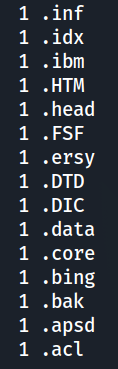 1 .inf
1 .idx
1 .ibm
1 .HTM
1 .head
1 .FSF
1 .ersy
1 .DTD
1 .DIC
1 .data
1 .core
1 .bing
1 .bak
1 .apsd
1 .acl